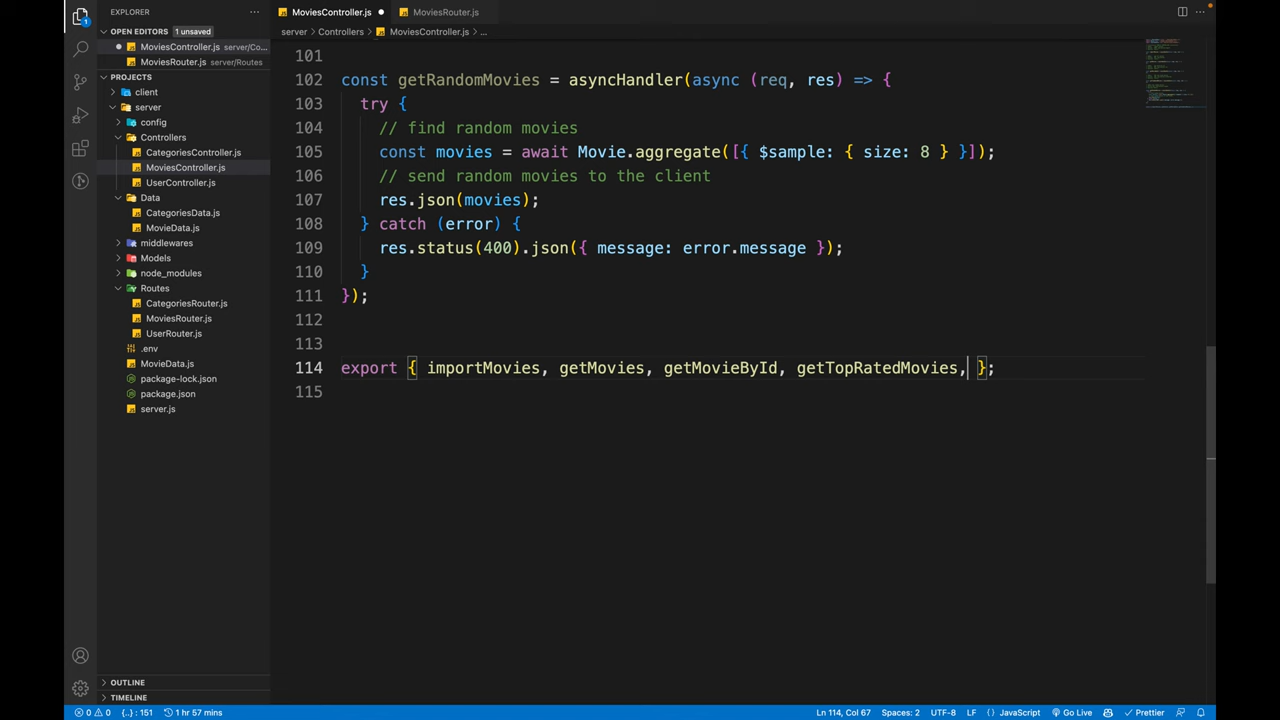 EXPLORER
···
MoviesController.js
MoviesRouter.js
···
OPEN EDITORS 1 unsaved
server > Controllers > MoviesController.js > ...
MoviesController.js server/Co...
MoviesRouter.js server/Routes
PROJECTS
client
server
config
Controllers
CategoriesController.js
MoviesController.js
UserController.js
Data
CategoriesData.js
MovieData.js
middlewares
Models
node_modules
Routes
CategoriesRouter.js
MoviesRouter.js
UserRouter.js
.env
MovieData.js
package-lock.json
package.json
server.js
OUTLINE
TIMELINE
1
101
102 const getRandomMovies = asyncHandler(async (req, res) => {
103 try {
104 // find random movies
105 const movies = await Movie.aggregate([{ $sample: { size: 8 } }]);
106 // send random movies to the client
107 res.json(movies);
108 } catch (error) {
109 res.status(400).json({ message: error.message });
110 }
111 });
112
113
114 export { importMovies, getMovies, getMovieById, getTopRatedMovies, };
115
0 0 {..} : 151 1 hr 57 mins Ln 114, Col 67 Spaces: 2 UTF-8 LF {} JavaScript Go Live Prettier